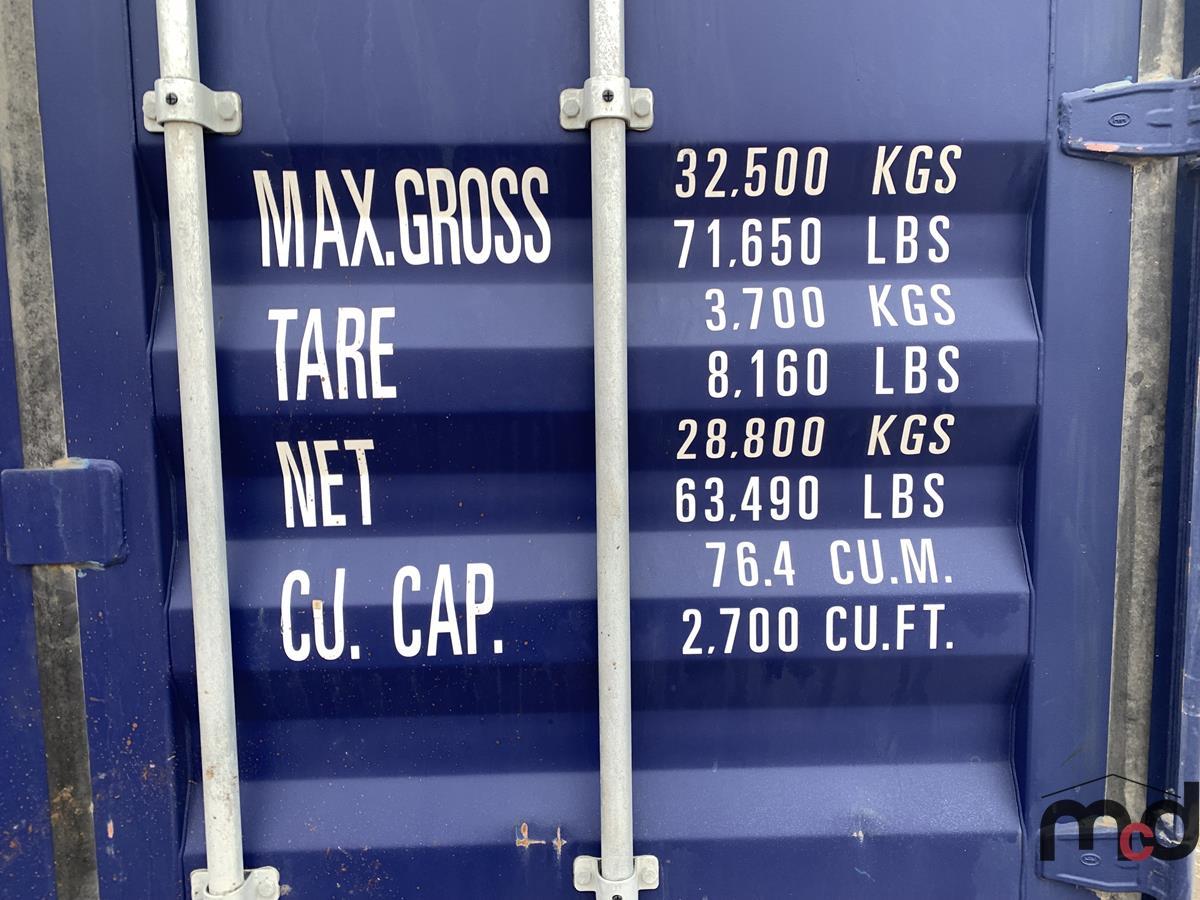 MAX.GROSS 32,500 KGS
71,650 LBS
TARE 3,700 KGS
8,160 LBS
NET 28,800 KGS
63,490 LBS
CU. CAP. 76.4 CU.M.
2,700 CU.FT.
mcd